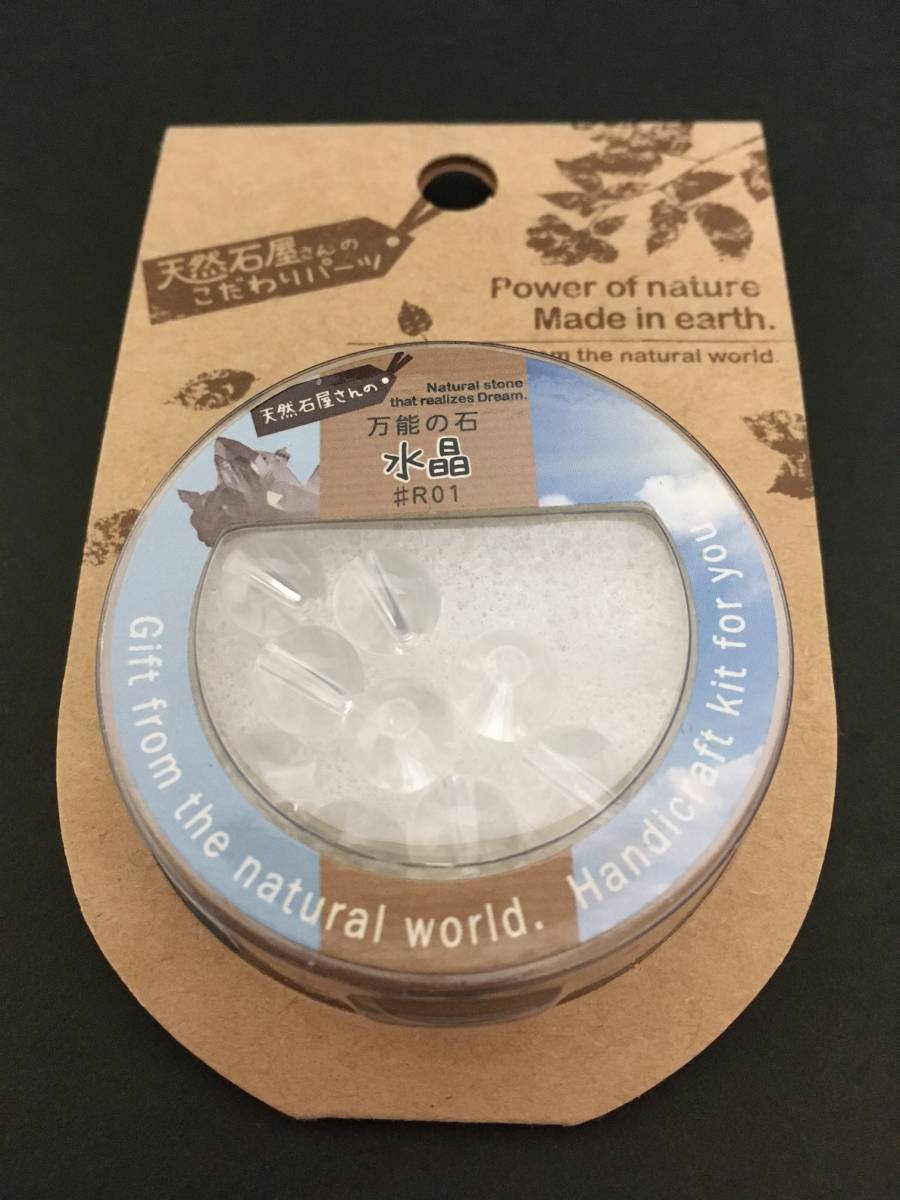 天然石屋さんの
こだわりパーツ
Power of nature
Made in earth.
the natural world.
天然石屋さんの
Natural stone
that realizes Dream.
万能の石
水晶
#R01
Gift from the natural world. Handicraft kit for you